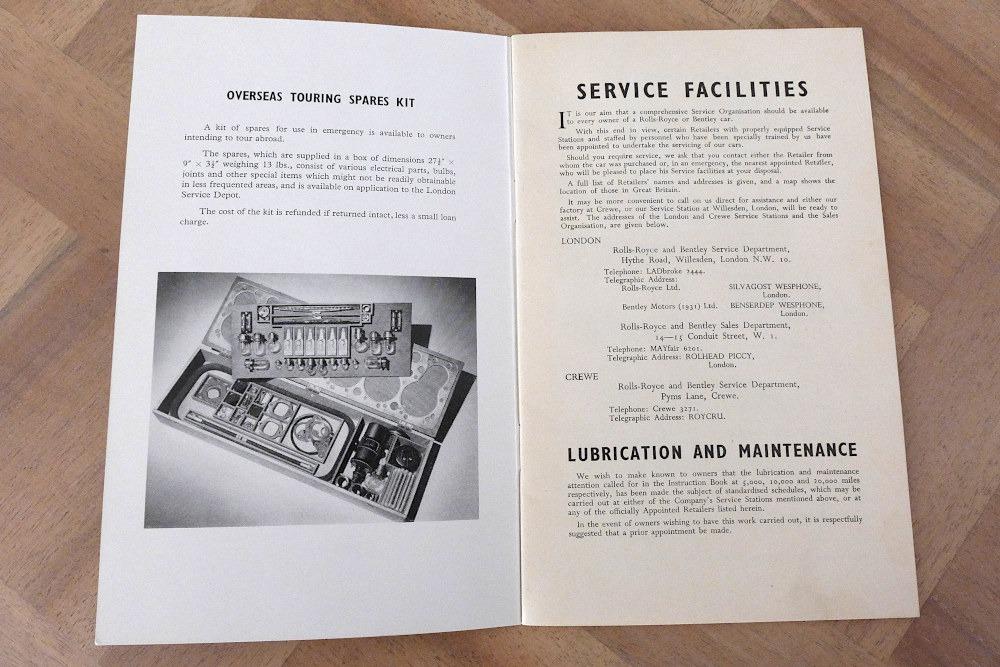 OVERSEAS TOURING SPARES KIT
A kit of spares for use in emergency is available to owners
intending to tour abroad.
The spares, which are supplied in a box of dimensions 27½″ ×
9″ × 3½″ weighing 13 lbs., consist of various electrical parts, bulbs,
joints and other special items which might not be readily obtainable
in less frequented areas, and is available on application to the London
Service Depot.
The cost of the kit is refunded if returned intact, less a small loan
charge.
SERVICE FACILITIES
IT is our aim that a comprehensive Service Organisation should be available
to every owner of a Rolls-Royce or Bentley car.
With this end in view, certain Retailers with properly equipped Service
Stations and staffed by personnel who have been specially trained by us have
been appointed to undertake the servicing of our cars.
Should you require service, we ask that you contact either the Retailer from
whom the car was purchased or, in an emergency, the nearest appointed Retailer,
who will be pleased to place his Service facilities at your disposal.
A full list of Retailers' names and addresses is given, and a map shows the
location of those in Great Britain.
It may be more convenient to call on us direct for assistance and either our
factory at Crewe, or our Service Station at Willesden, London, will be ready to
assist. The addresses of the London and Crewe Service Stations and the Sales
Organisation, are given below.
LONDON
Rolls-Royce and Bentley Service Department,
Hythe Road, Willesden, London N.W. 10.
Telephone: LADbroke 2444.
Telegraphic Address:
Rolls-Royce Ltd. SILVAGOST WESPHONE,
London.
Bentley Motors (1931) Ltd. BENSERDEP WESPHONE,
London.
Rolls-Royce and Bentley Sales Department,
14—15 Conduit Street, W. 1.
Telephone: MAYfair 6201.
Telegraphic Address: ROLHEAD PICCY,
London.
CREWE
Rolls-Royce and Bentley Service Department,
Pyms Lane, Crewe.
Telephone: Crewe 3271.
Telegraphic Address: ROYCRU.
LUBRICATION AND MAINTENANCE
We wish to make known to owners that the lubrication and maintenance
attention called for in the Instruction Book at 5,000, 10,000 and 20,000 miles
respectively, has been made the subject of standardised schedules, which may be
carried out at either of the Company's Service Stations mentioned above, or at
any of the officially Appointed Retailers listed herein.
In the event of owners wishing to have this work carried out, it is respectfully
suggested that a prior appointment be made.